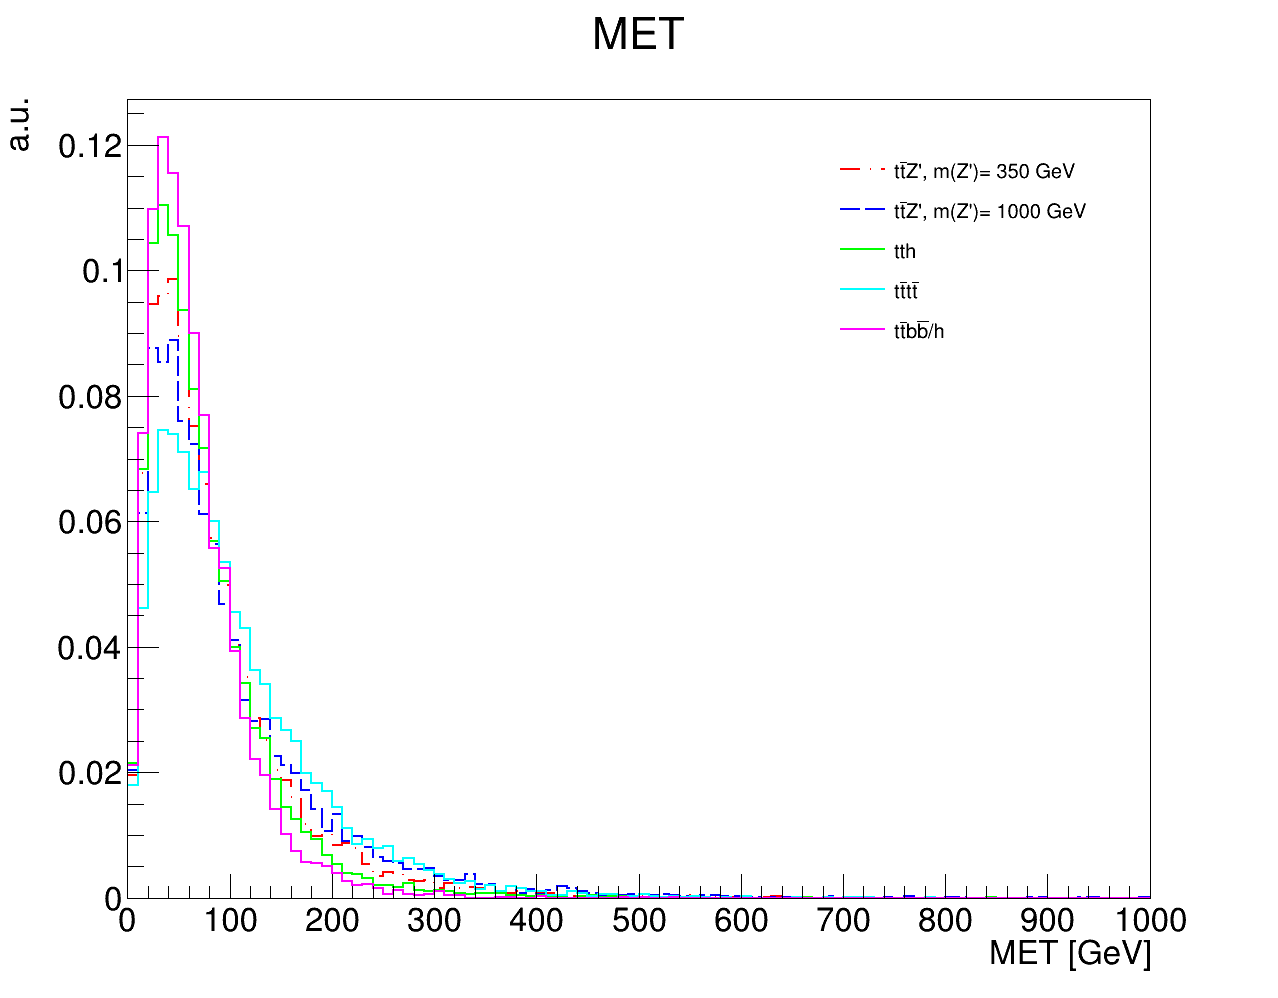 MET
a.u.
0.12
0.1
0.08
0.06
0.04
0.02
0
tt̄Z', m(Z')= 350 GeV
tt̄Z', m(Z')= 1000 GeV
tth
tt̄tt̄
tt̄bb̄/h
0 100 200 300 400 500 600 700 800 900 1000
MET [GeV]